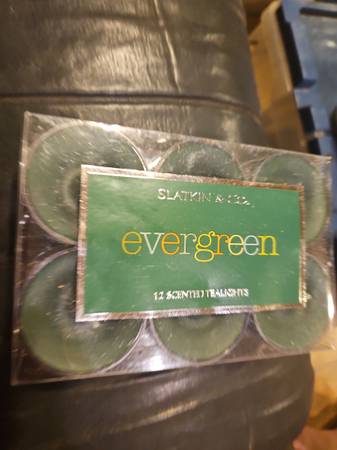 SLATKIN & CO.
evergreen
12 SCENTED TEALIGHTS